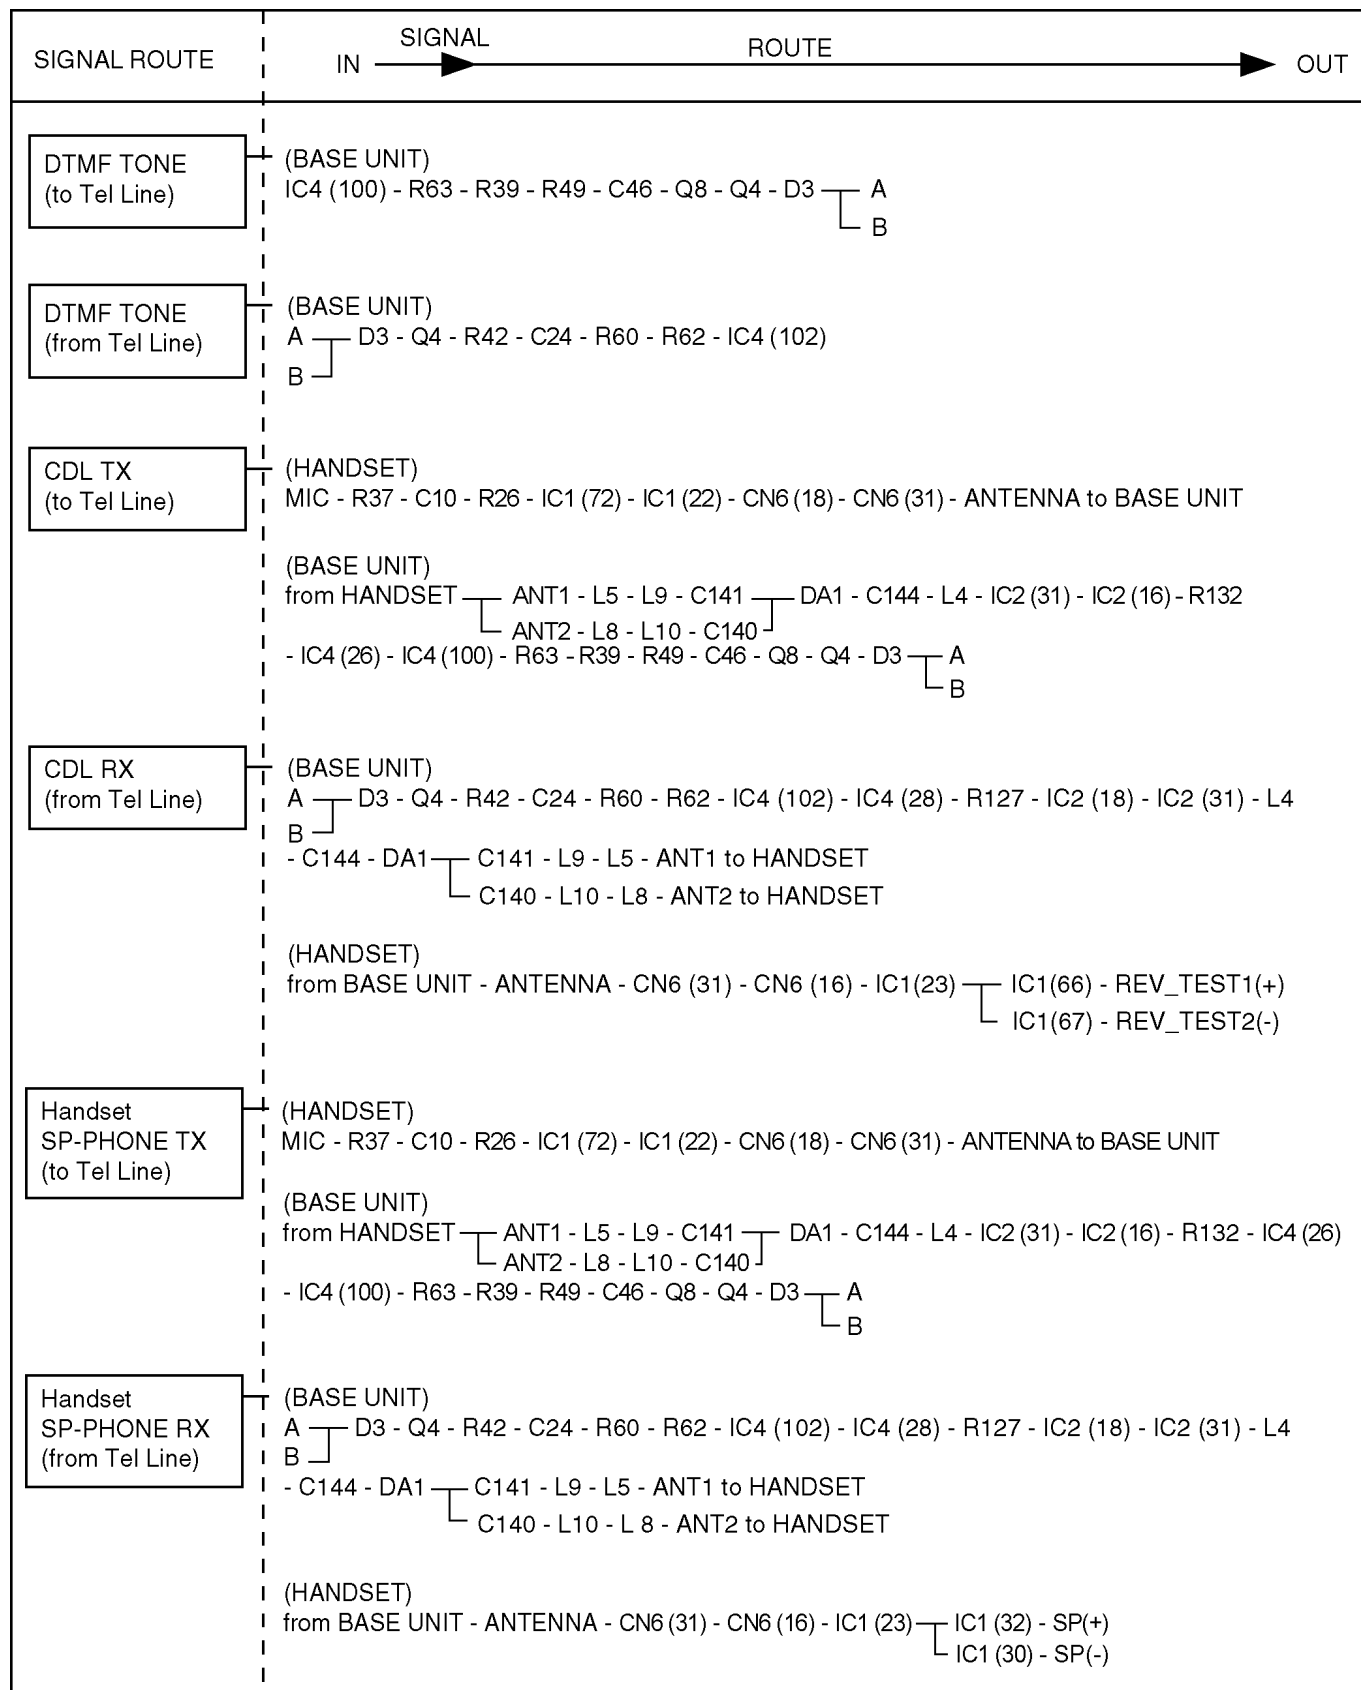 SIGNAL ROUTE
IN SIGNAL ROUTE OUT
DTMF TONE
(to Tel Line)
(BASE UNIT)
IC4 (100) - R63 - R39 - R49 - C46 - Q8 - Q4 - D3 A
B
DTMF TONE
(from Tel Line)
(BASE UNIT)
A D3 - Q4 - R42 - C24 - R60 - R62 - IC4 (102)
B
CDL TX
(to Tel Line)
(HANDSET)
MIC - R37 - C10 - R26 - IC1 (72) - IC1 (22) - CN6 (18) - CN6 (31) - ANTENNA to BASE UNIT
(BASE UNIT)
from HANDSET ANT1 - L5 - L9 - C141 DA1 - C144 - L4 - IC2 (31) - IC2 (16) - R132
ANT2 - L8 - L10 - C140
- IC4 (26) - IC4 (100) - R63 - R39 - R49 - C46 - Q8 - Q4 - D3 A
B
CDL RX
(from Tel Line)
(BASE UNIT)
A D3 - Q4 - R42 - C24 - R60 - R62 - IC4 (102) - IC4 (28) - R127 - IC2 (18) - IC2 (31) - L4
B
- C144 - DA1 C141 - L9 - L5 - ANT1 to HANDSET
C140 - L10 - L8 - ANT2 to HANDSET
(HANDSET)
from BASE UNIT - ANTENNA - CN6 (31) - CN6 (16) - IC1(23) IC1(66) - REV_TEST1(+)
IC1(67) - REV_TEST2(-)
Handset
SP-PHONE TX
(to Tel Line)
(HANDSET)
MIC - R37 - C10 - R26 - IC1 (72) - IC1 (22) - CN6 (18) - CN6 (31) - ANTENNA to BASE UNIT
(BASE UNIT)
from HANDSET ANT1 - L5 - L9 - C141 DA1 - C144 - L4 - IC2 (31) - IC2 (16) - R132 - IC4 (26)
ANT2 - L8 - L10 - C140
- IC4 (100) - R63 - R39 - R49 - C46 - Q8 - Q4 - D3 A
B
Handset
SP-PHONE RX
(from Tel Line)
(BASE UNIT)
A D3 - Q4 - R42 - C24 - R60 - R62 - IC4 (102) - IC4 (28) - R127 - IC2 (18) - IC2 (31) - L4
B
- C144 - DA1 C141 - L9 - L5 - ANT1 to HANDSET
C140 - L10 - L 8 - ANT2 to HANDSET
(HANDSET)
from BASE UNIT - ANTENNA - CN6 (31) - CN6 (16) - IC1 (23) IC1 (32) - SP(+)
IC1 (30) - SP(-)